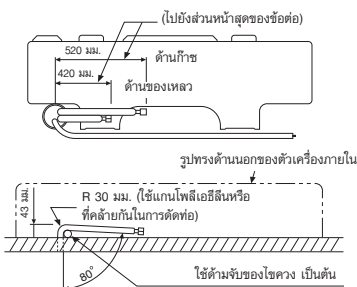 (ไปยังส่วนหน้าสุดของข้อต่อ)
520 มม.
ด้านก๊าซ
420 มม.
ด้านของเหลว
รูปทรงด้านนอกของตัวเครื่องภายใน
43 มม.
R 30 มม. (ใช้แกนโพลีเอธีลีนหรือ
ที่คล้ายกันในการดัดท่อ)
80°
ใช้ด้ามจับของไขควง เป็นต้น